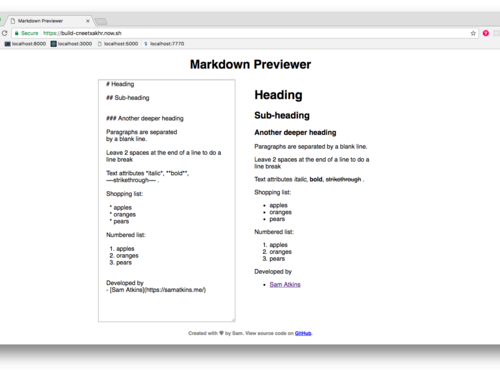 Markdown Previewer
Secure https://build-cneetxakhr.now.sh
localhost:8000 localhost:3000 localhost:5000 localhost:7770
Markdown Previewer
# Heading
## Sub-heading
### Another deeper heading
Paragraphs are separated
by a blank line.
Leave 2 spaces at the end of a line to do a
line break
Text attributes *italic*, **bold**,
~~strikethrough~~ .
Shopping list:
* apples
* oranges
* pears
Numbered list:
1. apples
2. oranges
3. pears
Developed by
- [Sam Atkins](https://samatkins.me/)
Heading
Sub-heading
Another deeper heading
Paragraphs are separated by a blank line.
Leave 2 spaces at the end of a line to do a
line break
Text attributes italic, bold, strikethrough .
Shopping list:
• apples
• oranges
• pears
Numbered list:
1. apples
2. oranges
3. pears
Developed by
• Sam Atkins
Created with ♥ by Sam. View source code on GitHub.